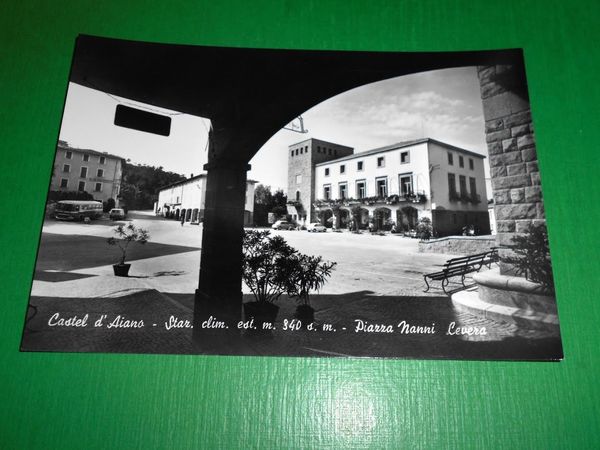 Castel d'Aiano - Staz. clim. est. m. 840 s. m. - Piazza Nanni Levera